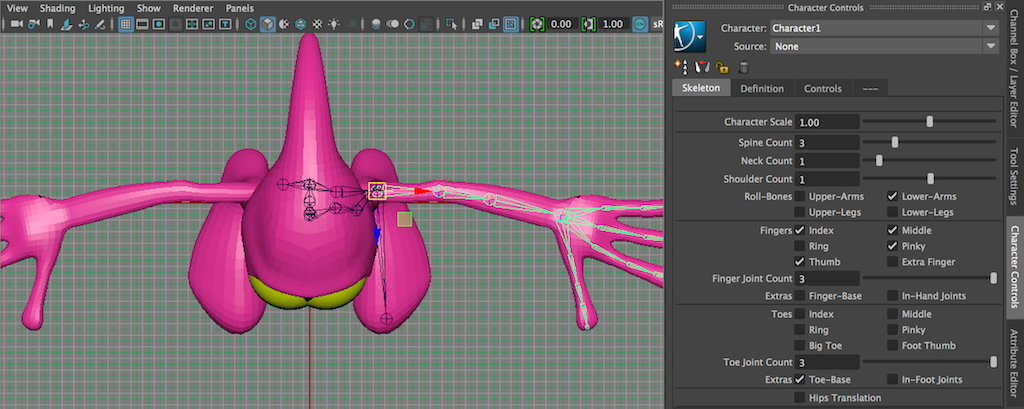 View Shading Lighting Show Renderer Panels
0.00 1.00
Character Controls
Character: Character1
Source: None
Skeleton Definition Controls ---
Character Scale 1.00
Spine Count 3
Neck Count 1
Shoulder Count 1
Roll-Bones Upper-Arms Lower-Arms
Upper-Legs Lower-Legs
Fingers Index Middle
Ring Pinky
Thumb Extra Finger
Finger Joint Count 3
Extras Finger-Base In-Hand Joints
Toes Index Middle
Ring Pinky
Big Toe Foot Thumb
Toe Joint Count 3
Extras Toe-Base In-Foot Joints
Hips Translation
Channel Box / Layer Editor
Tool Settings
Character Controls
Attribute Editor